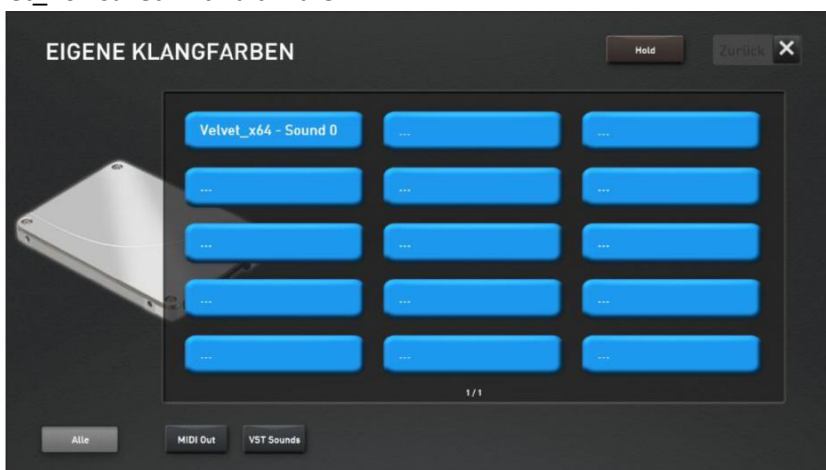 EIGENE KLANGFARBEN
Hold
Zurück
Velvet_x64 - Sound 0 ... ...
... ... ...
... ... ...
... ... ...
... ... ...
1/1
Alle
MIDI Out
VST Sounds